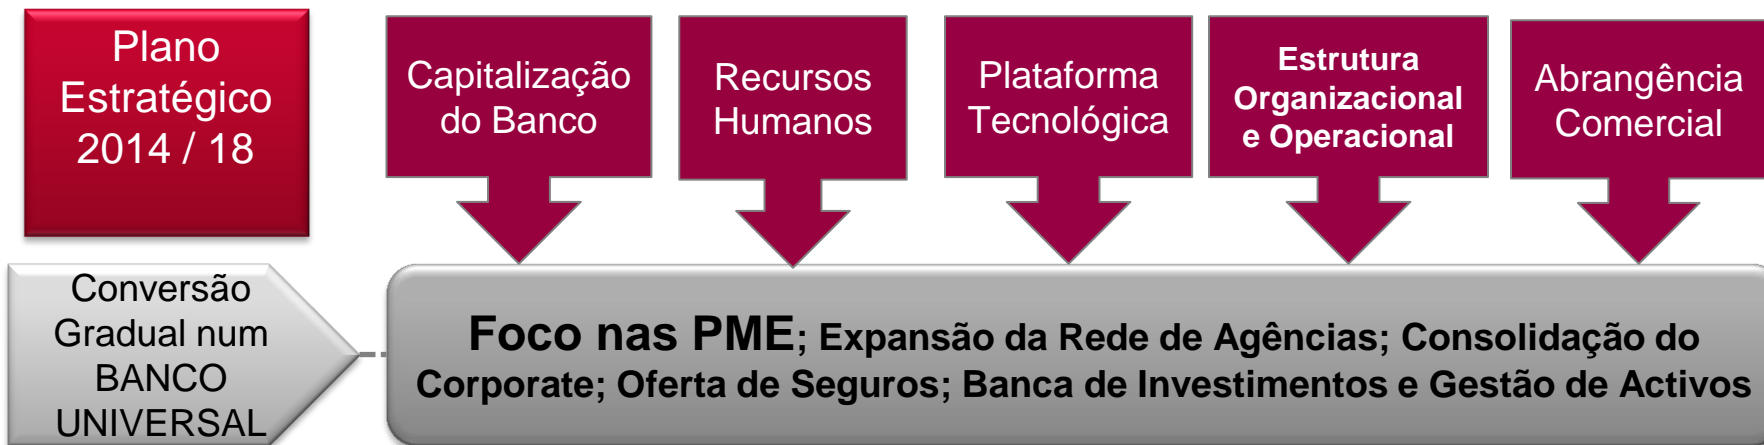 Plano
Estratégico
2014 / 18
Capitalização
do Banco
Recursos
Humanos
Plataforma
Tecnológica
Estrutura
Organizacional
e Operacional
Abrangência
Comercial
Conversão
Gradual num
BANCO
UNIVERSAL
Foco nas PME; Expansão da Rede de Agências; Consolidação do
Corporate; Oferta de Seguros; Banca de Investimentos e Gestão de Activos